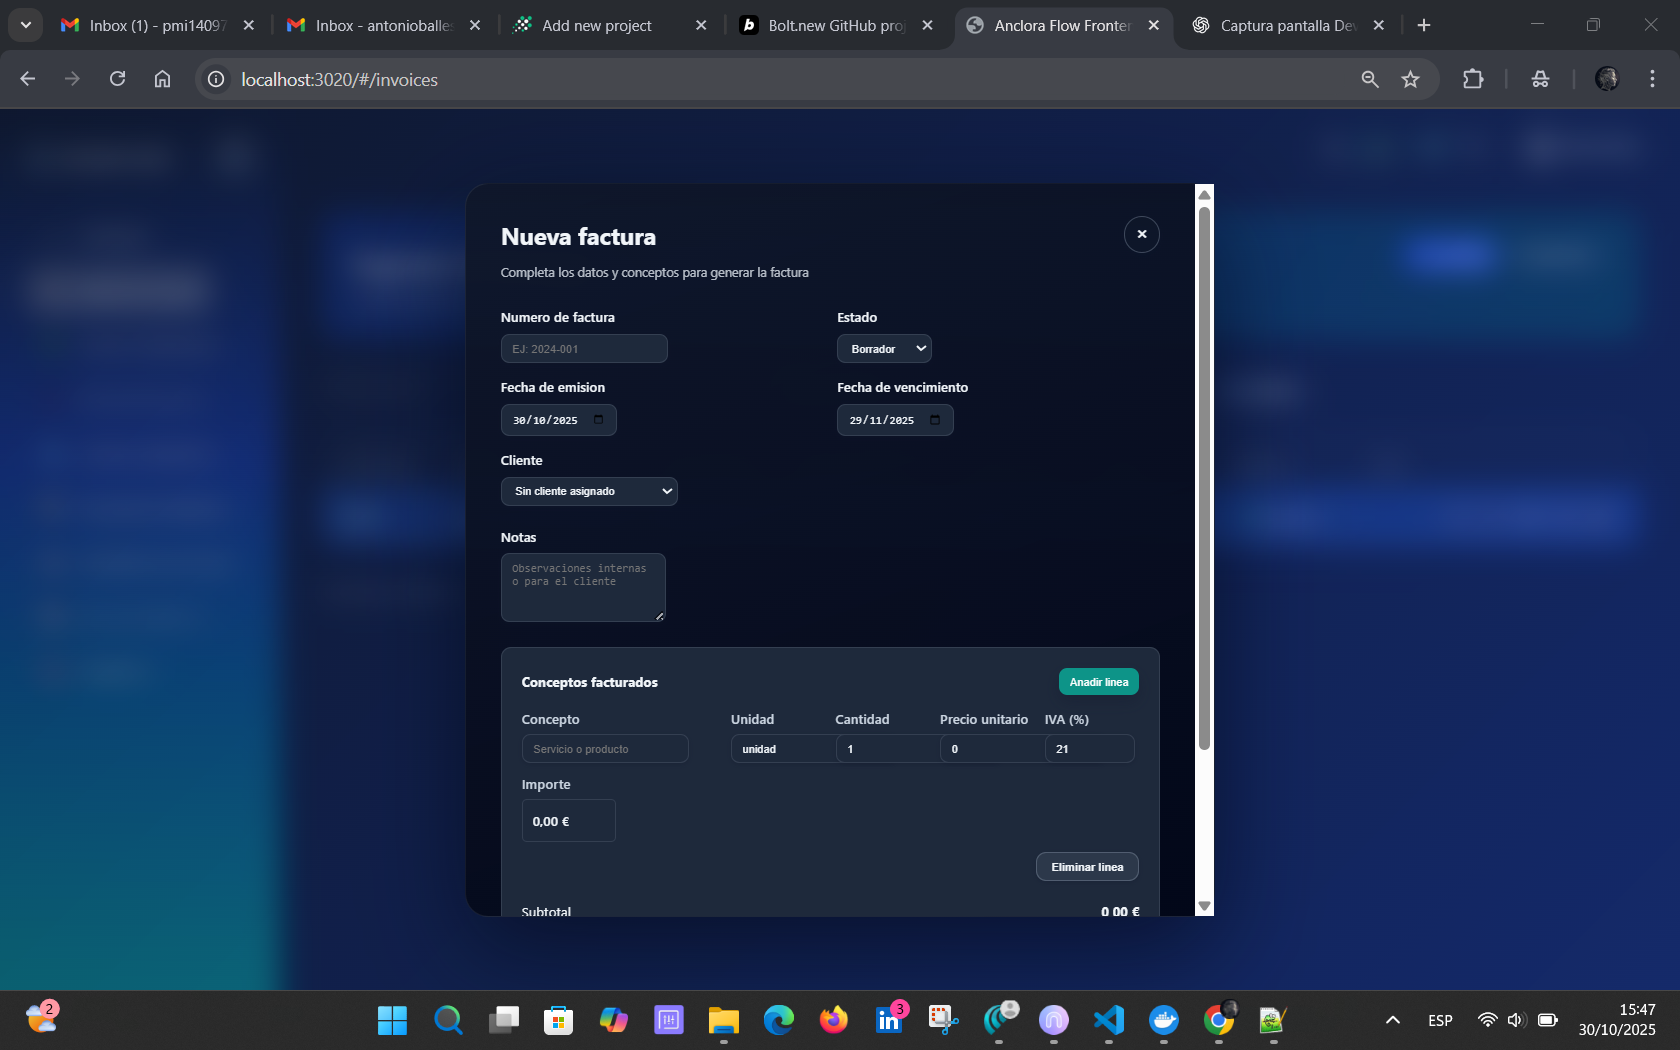 Inbox (1) - pmi14097
Inbox - antonioballes
Add new project
Bolt.new GitHub proj
Anclora Flow Fronter
Captura pantalla Dev
localhost:3020/#/invoices
Nueva factura
Completa los datos y conceptos para generar la factura
Numero de factura
Estado
EJ: 2024-001
Borrador
Fecha de emision
Fecha de vencimiento
30/10/2025
29/11/2025
Cliente
Sin cliente asignado
Notas
Observaciones internas
o para el cliente
Conceptos facturados
Anadir linea
Concepto
Unidad
Cantidad
Precio unitario
IVA (%)
Servicio o producto
unidad
1
0
21
Importe
0,00 €
Eliminar linea
Subtotal
0,00 €
2
3
ESP
15:47
30/10/2025